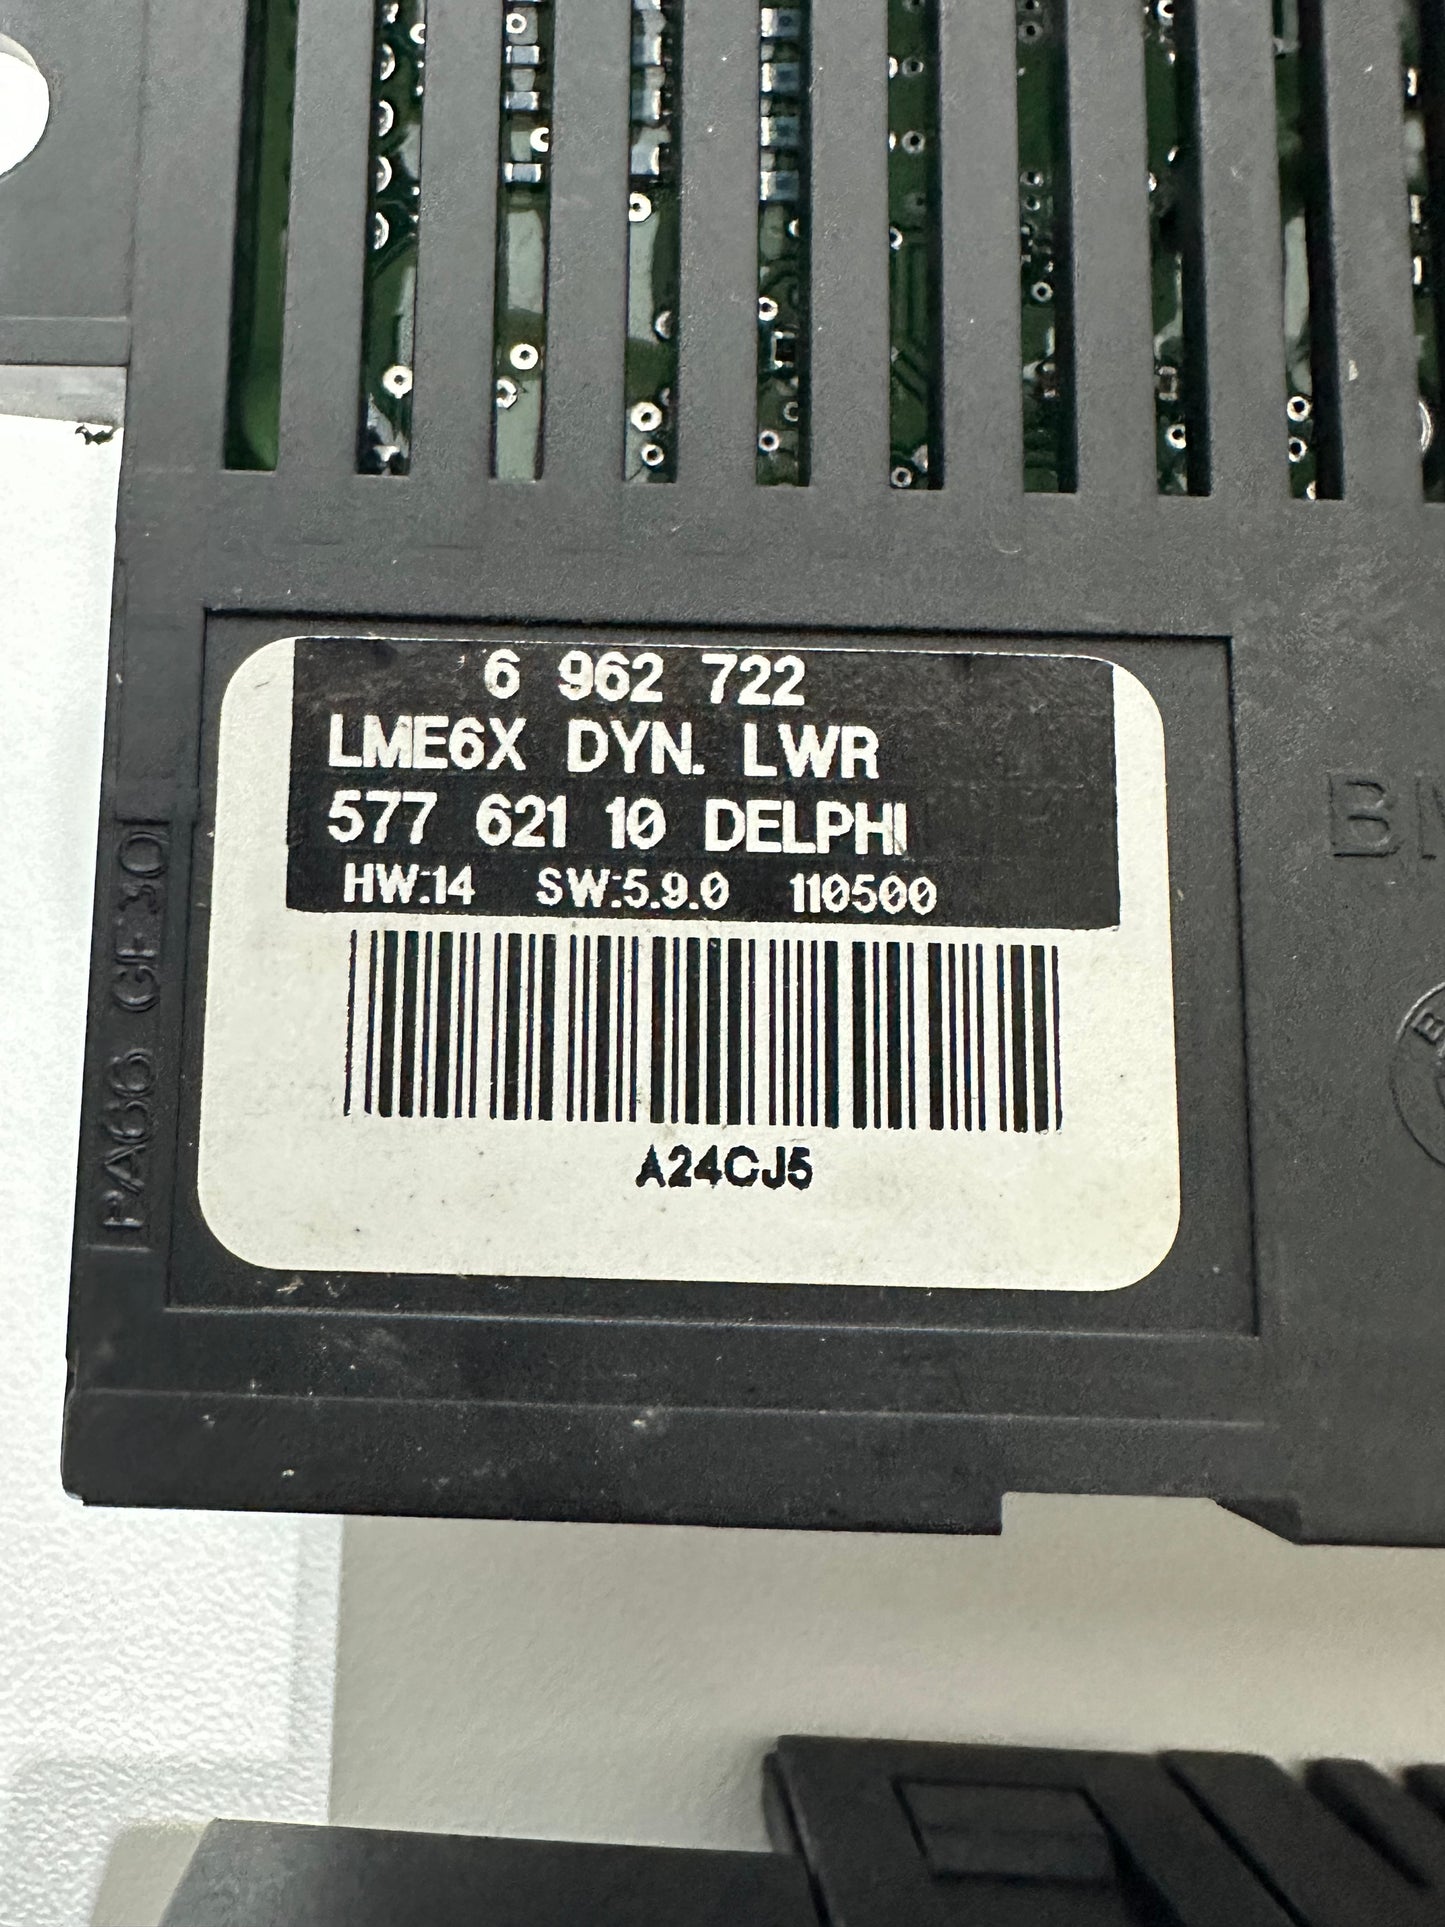 6 962 722
LME6X DYN. LWR
577 621 10 DELPHI
HW:14 SW:5.9.0 110500
A24CJ5
PA66 GF30